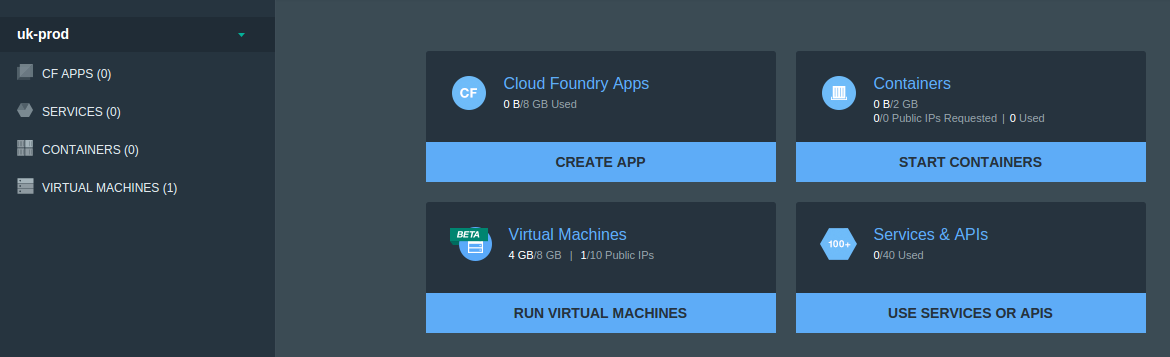 uk-prod
CF APPS (0)
SERVICES (0)
CONTAINERS (0)
VIRTUAL MACHINES (1)
CF
Cloud Foundry Apps
0 B/8 GB Used
CREATE APP
Containers
0 B/2 GB
0/0 Public IPs Requested | 0 Used
START CONTAINERS
BETA
Virtual Machines
4 GB/8 GB | 1/10 Public IPs
RUN VIRTUAL MACHINES
100+
Services & APIs
0/40 Used
USE SERVICES OR APIS